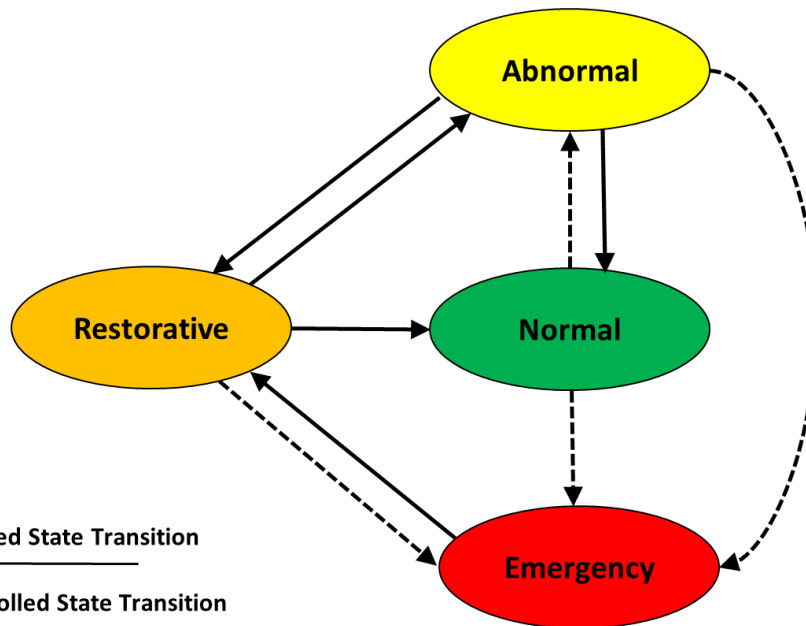 Abnormal
Restorative
Normal
ed State Transition
Emergency
olled State Transition